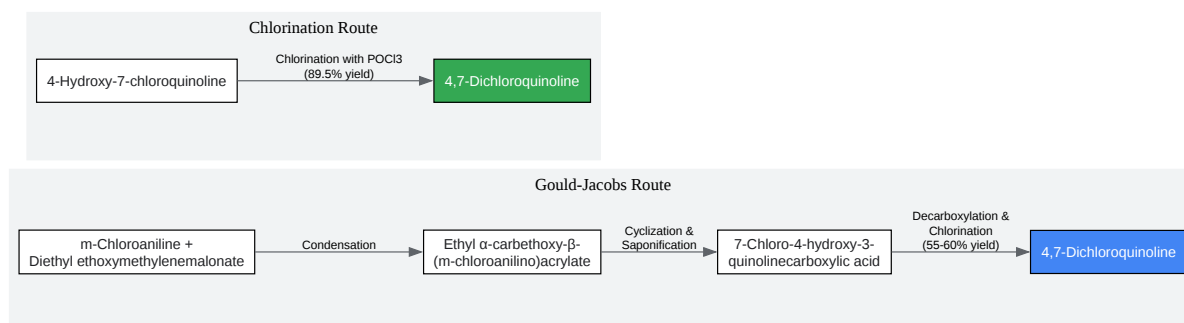 Chlorination Route
4-Hydroxy-7-chloroquinoline
Chlorination with POCl3
(89.5% yield)
4,7-Dichloroquinoline
Gould-Jacobs Route
m-Chloroaniline +
Diethyl ethoxymethylenemalonate
Condensation
Ethyl α-carbethoxy-β-
(m-chloroanilino)acrylate
Cyclization &
Saponification
7-Chloro-4-hydroxy-3-
quinolinecarboxylic acid
Decarboxylation &
Chlorination
(55-60% yield)
4,7-Dichloroquinoline